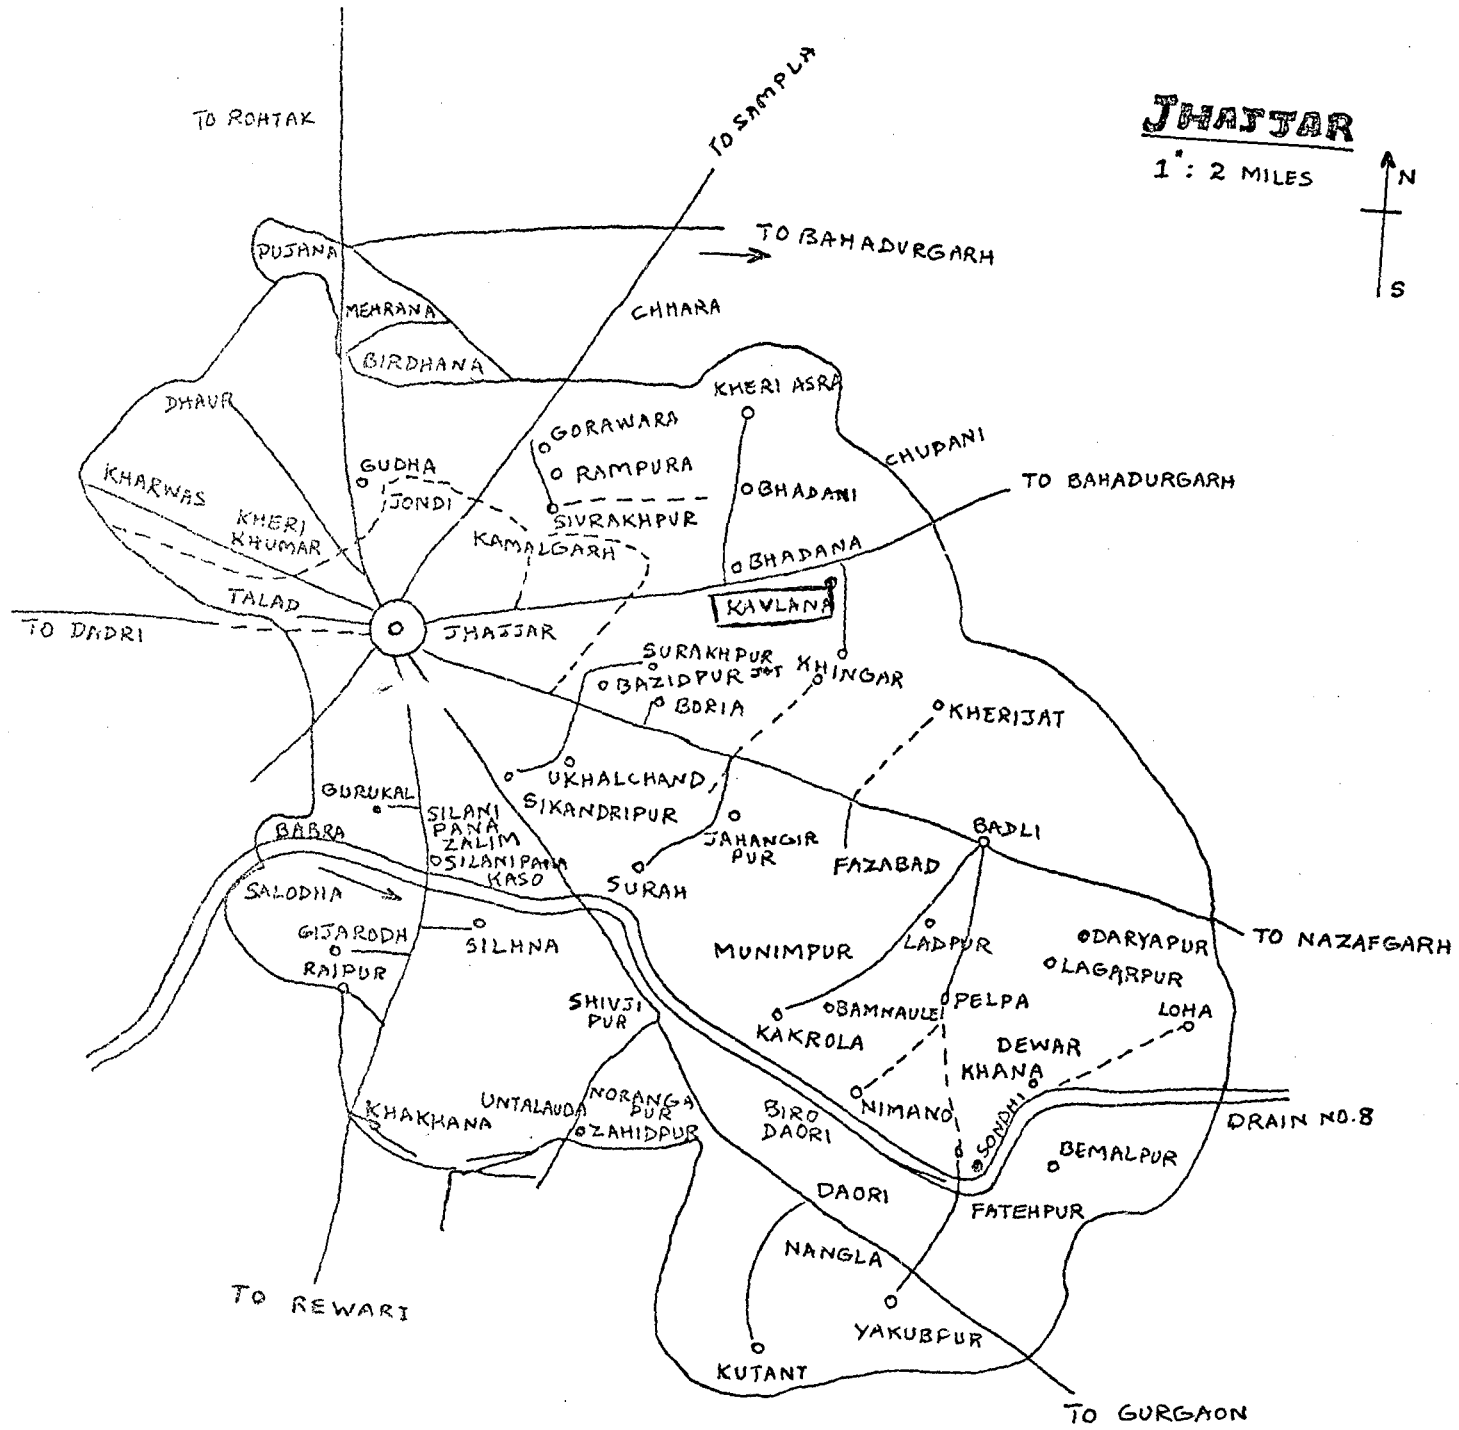 JHAJJAR
1": 2 MILES
N
S
TO ROHTAK
TO SAMPLA
PUJHNA
TO BAHADURGARH
MEHRANA
CHHARA
BIRDHANA
KHERI ASRA
DHAUR
GORAWARA
CHUDANI
GUDHA
RAMPURA
KHARWAS
JONDI
BHADANI
TO BAHADURGARH
KHERI
KHUMAR
SIVRAKHPUR
KAMALGARH
BHADANA
TALAD
KAVLANA
TO DADRI
JHAJJAR
SURAKHPUR
BAZIDPUR
KHINGAR
BORIA
KHERIJAT
UKHALCHAND
GURUKAL
SIKANDRIPUR
SILANI
PANA
ZALIM
BADLI
BABRA
JAHANGIR
PUR
SILANIPANA
KASO
FAZABAD
SALODHA
SURAH
GIJARODH
SILHNA
MUNIMPUR
LADPUR
DARYAPUR
TO NAZAFGARH
RAIPUR
LAGARPUR
SHIVJI
PUR
BAMNAULE
PELPA
LOHA
KAKROLA
DEWAR
KHANA
UNTALAUDA
NORANGA
PUR
NIMANO
KHAKHANA
BIRO
DAORI
ZAHIDPUR
SONDHI
DRAIN NO.8
BEMALPUR
DAORI
FATEHPUR
NANGLA
TO REWARI
YAKUBPUR
KUTANT
TO GURGAON